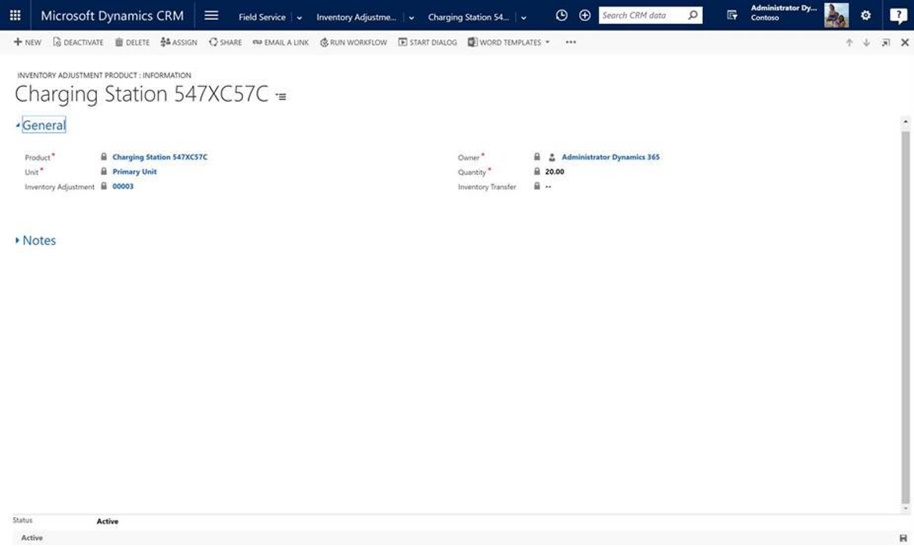 Microsoft Dynamics CRM Field Service Inventory Adjustme... Charging Station 54... Search CRM data Administrator Dy... ?
Contoso
NEW DEACTIVATE DELETE ASSIGN SHARE EMAIL A LINK RUN WORKFLOW START DIALOG WORD TEMPLATES ...
INVENTORY ADJUSTMENT PRODUCT : INFORMATION
Charging Station 547XC57C
General
Product * Charging Station 547XC57C Owner * Administrator Dynamics 365
Unit * Primary Unit Quantity * 20.00
Inventory Adjustment 00003 Inventory Transfer --
Notes
Status Active
Active